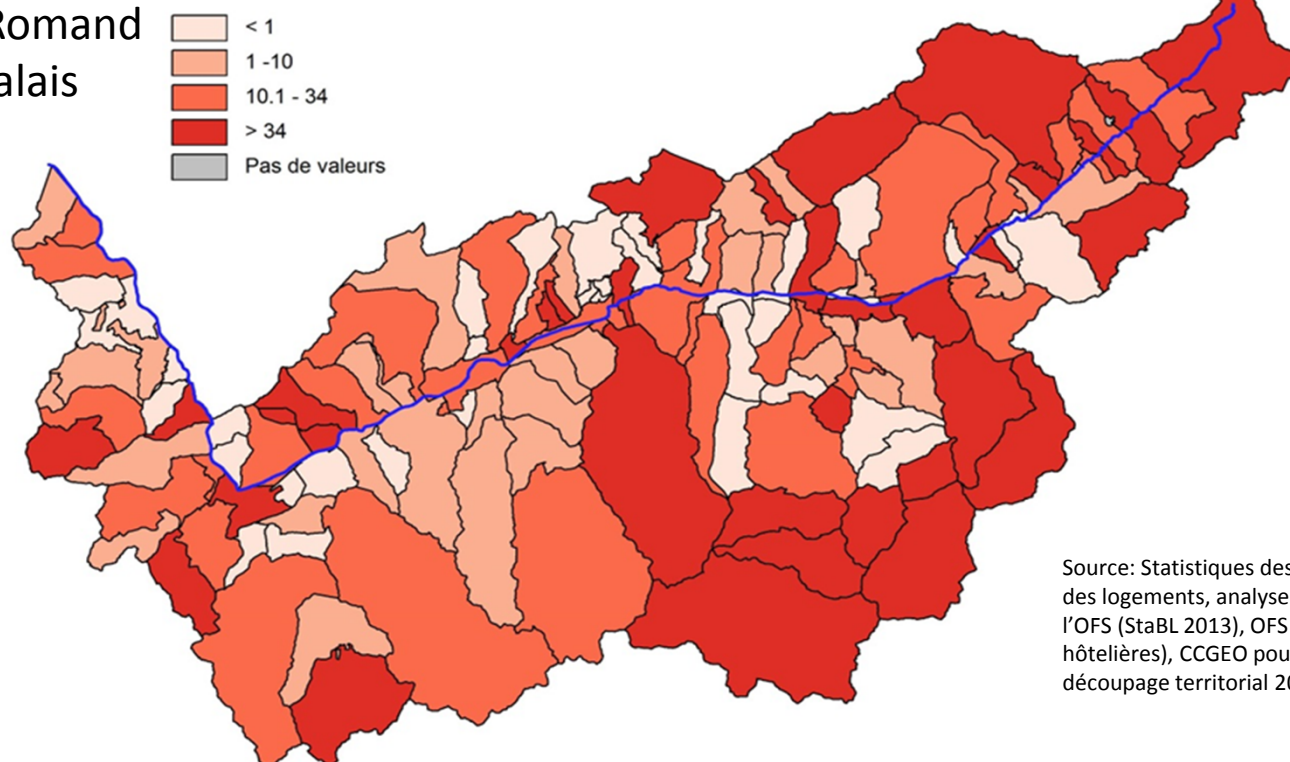 Romand
alais
< 1
1 -10
10.1 - 34
> 34
Pas de valeurs
Source: Statistiques des
des logements, analyse
l’OFS (StaBL 2013), OFS
hôtelières), CCGEO pou
découpage territorial 20